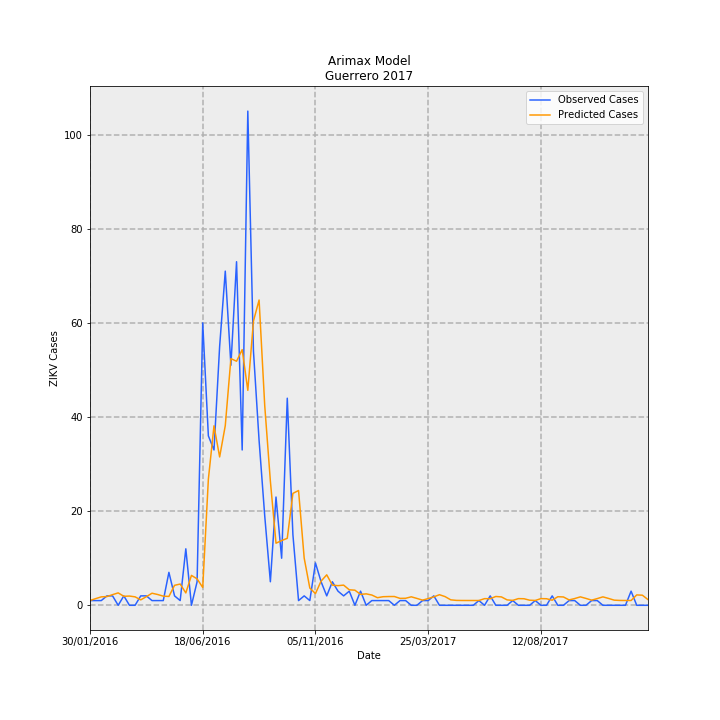 Arimax Model
Guerrero 2017
Observed Cases
Predicted Cases
100
80
60
40
20
0
ZIKV Cases
30/01/2016
18/06/2016
05/11/2016
25/03/2017
12/08/2017
Date